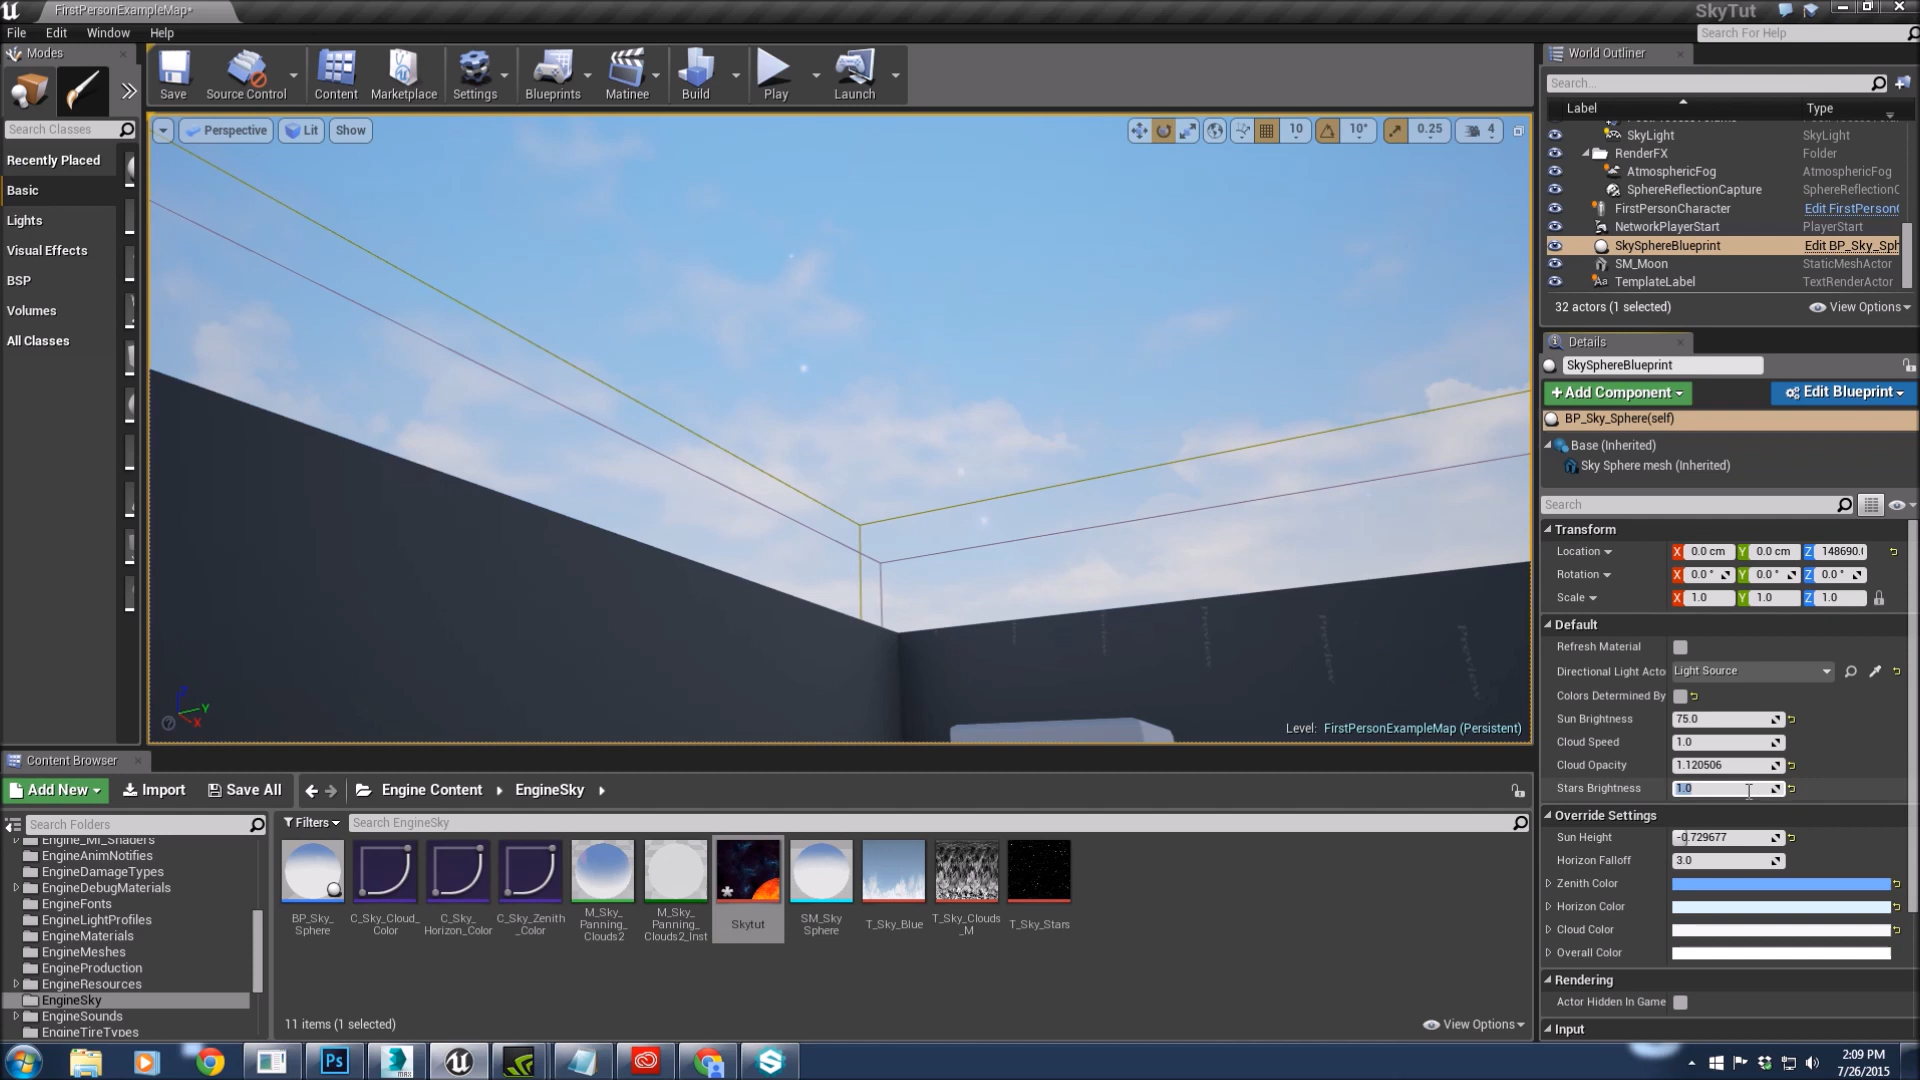 FirstPersonExampleMap*
SkyTut
File Edit Window Help
Search For Help
Modes
Save
Source Control
Content
Marketplace
Settings
Blueprints
Matinee
Build
Play
Launch
World Outliner
Search...
Label Type
SkyLight SkyLight
RenderFX Folder
AtmosphericFog AtmosphericFog
SphereReflectionCapture SphereReflectionC
FirstPersonCharacter Edit FirstPerson
NetworkPlayerStart PlayerStart
SkySphereBlueprint Edit BP_Sky_Sph
SM_Moon StaticMeshActor
TemplateLabel TextRenderActor
32 actors (1 selected) View Options
Search Classes
Recently Placed
Basic
Lights
Visual Effects
BSP
Volumes
All Classes
Perspective Lit Show
10 10° 0.25 4
Preview
Preview
Z Y X
Level: FirstPersonExampleMap (Persistent)
Details
SkySphereBlueprint
+Add Component Edit Blueprint
BP_Sky_Sphere(self)
Base (Inherited)
Sky Sphere mesh (Inherited)
Search
Transform
Location X 0.0 cm Y 0.0 cm Z 148690.
Rotation X 0.0 ° Y 0.0 ° Z 0.0 °
Scale X 1.0 Y 1.0 Z 1.0
Default
Refresh Material
Directional Light Acto Light Source
Colors Determined By
Sun Brightness 75.0
Cloud Speed 1.0
Cloud Opacity 1.120506
Stars Brightness 1.0
Override Settings
Sun Height -0.729677
Horizon Falloff 3.0
Zenith Color
Horizon Color
Cloud Color
Overall Color
Rendering
Actor Hidden In Game
Input
Content Browser
Add New Import Save All Engine Content EngineSky
Search Folders
Filters Search EngineSky
Engine_MI_Shaders
EngineAnimNotifies
EngineDamageTypes
EngineDebugMaterials
EngineFonts
EngineLightProfiles
EngineMaterials
EngineMeshes
EngineProduction
EngineResources
EngineSky
EngineSounds
EngineTireTypes
BP_Sky_
Sphere
C_Sky_Cloud_
Color
C_Sky_
Horizon_Color
C_Sky_Zenith
_Color
M_Sky_
Panning_
Clouds2
M_Sky_
Panning_
Clouds2_Inst
Skytut
SM_Sky
Sphere
T_Sky_Blue
T_Sky_Clouds
_M
T_Sky_Stars
11 items (1 selected) View Options
Ps
MAX
2:09 PM
7/26/2015